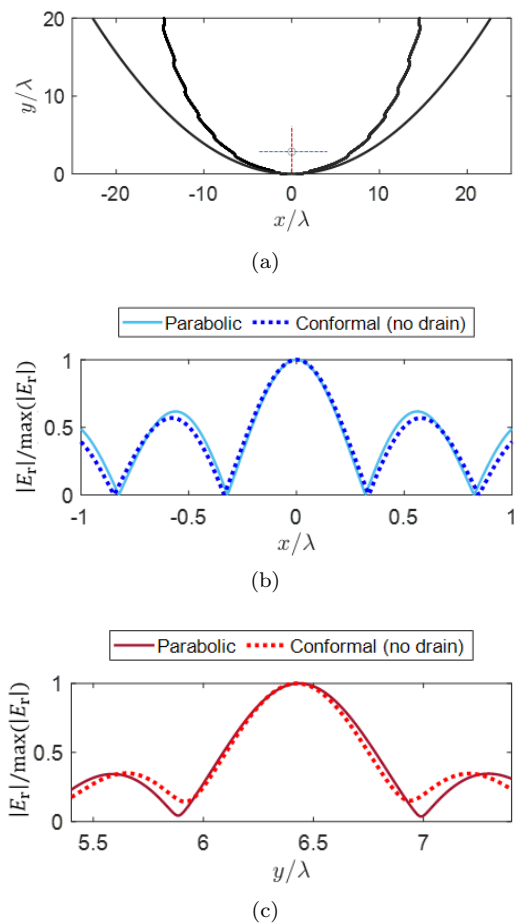 20
10
0
y/λ
-20 -10 0 10 20
x/λ
(a)
Parabolic Conformal (no drain)
1
0.5
0
|E_r|/max(|E_r|)
-1 -0.5 0 0.5 1
x/λ
(b)
Parabolic Conformal (no drain)
1
0.5
0
|E_r|/max(|E_r|)
5.5 6 6.5 7
y/λ
(c)